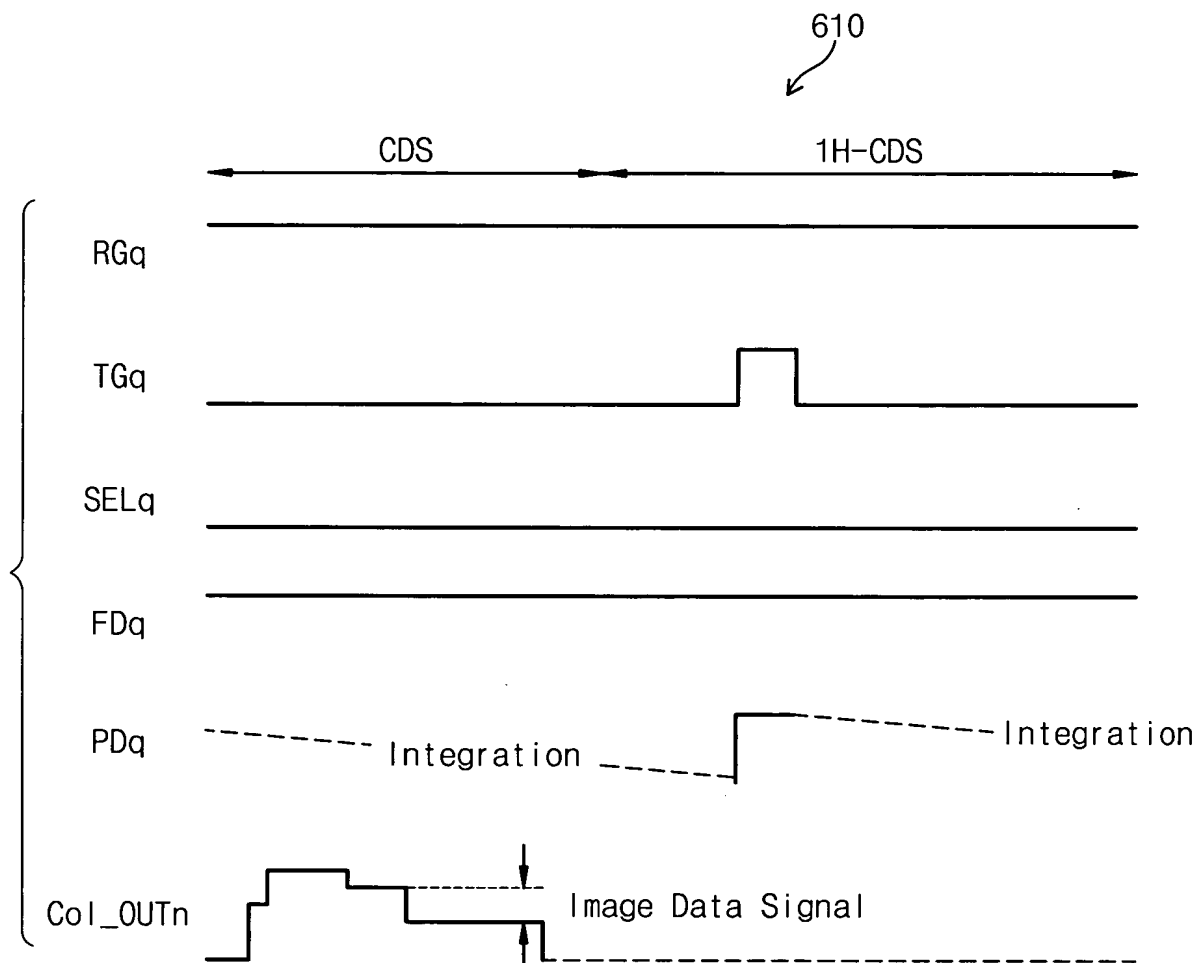 610
CDS 1H-CDS
RGq
TGq
SELq
FDq
PDq
Integration
Integration
Col_OUTn
Image Data Signal